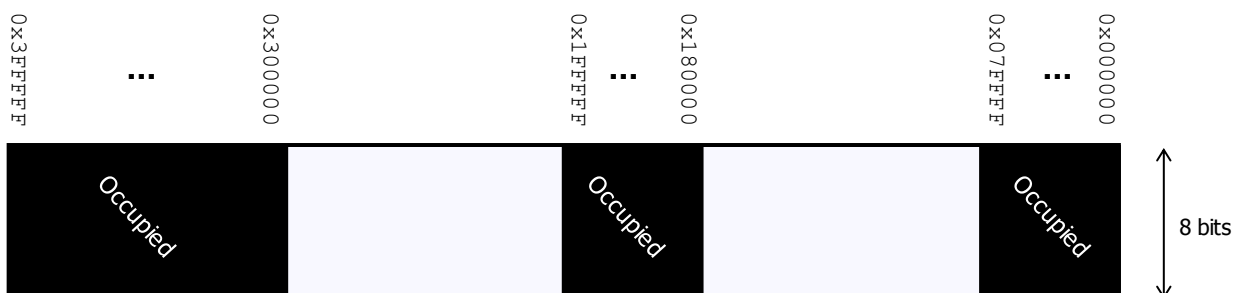 0x3FFFFF
...
0x300000
0x1FFFFF
...
0x180000
0x07FFFF
...
0x000000
Occupied
Occupied
Occupied
8 bits